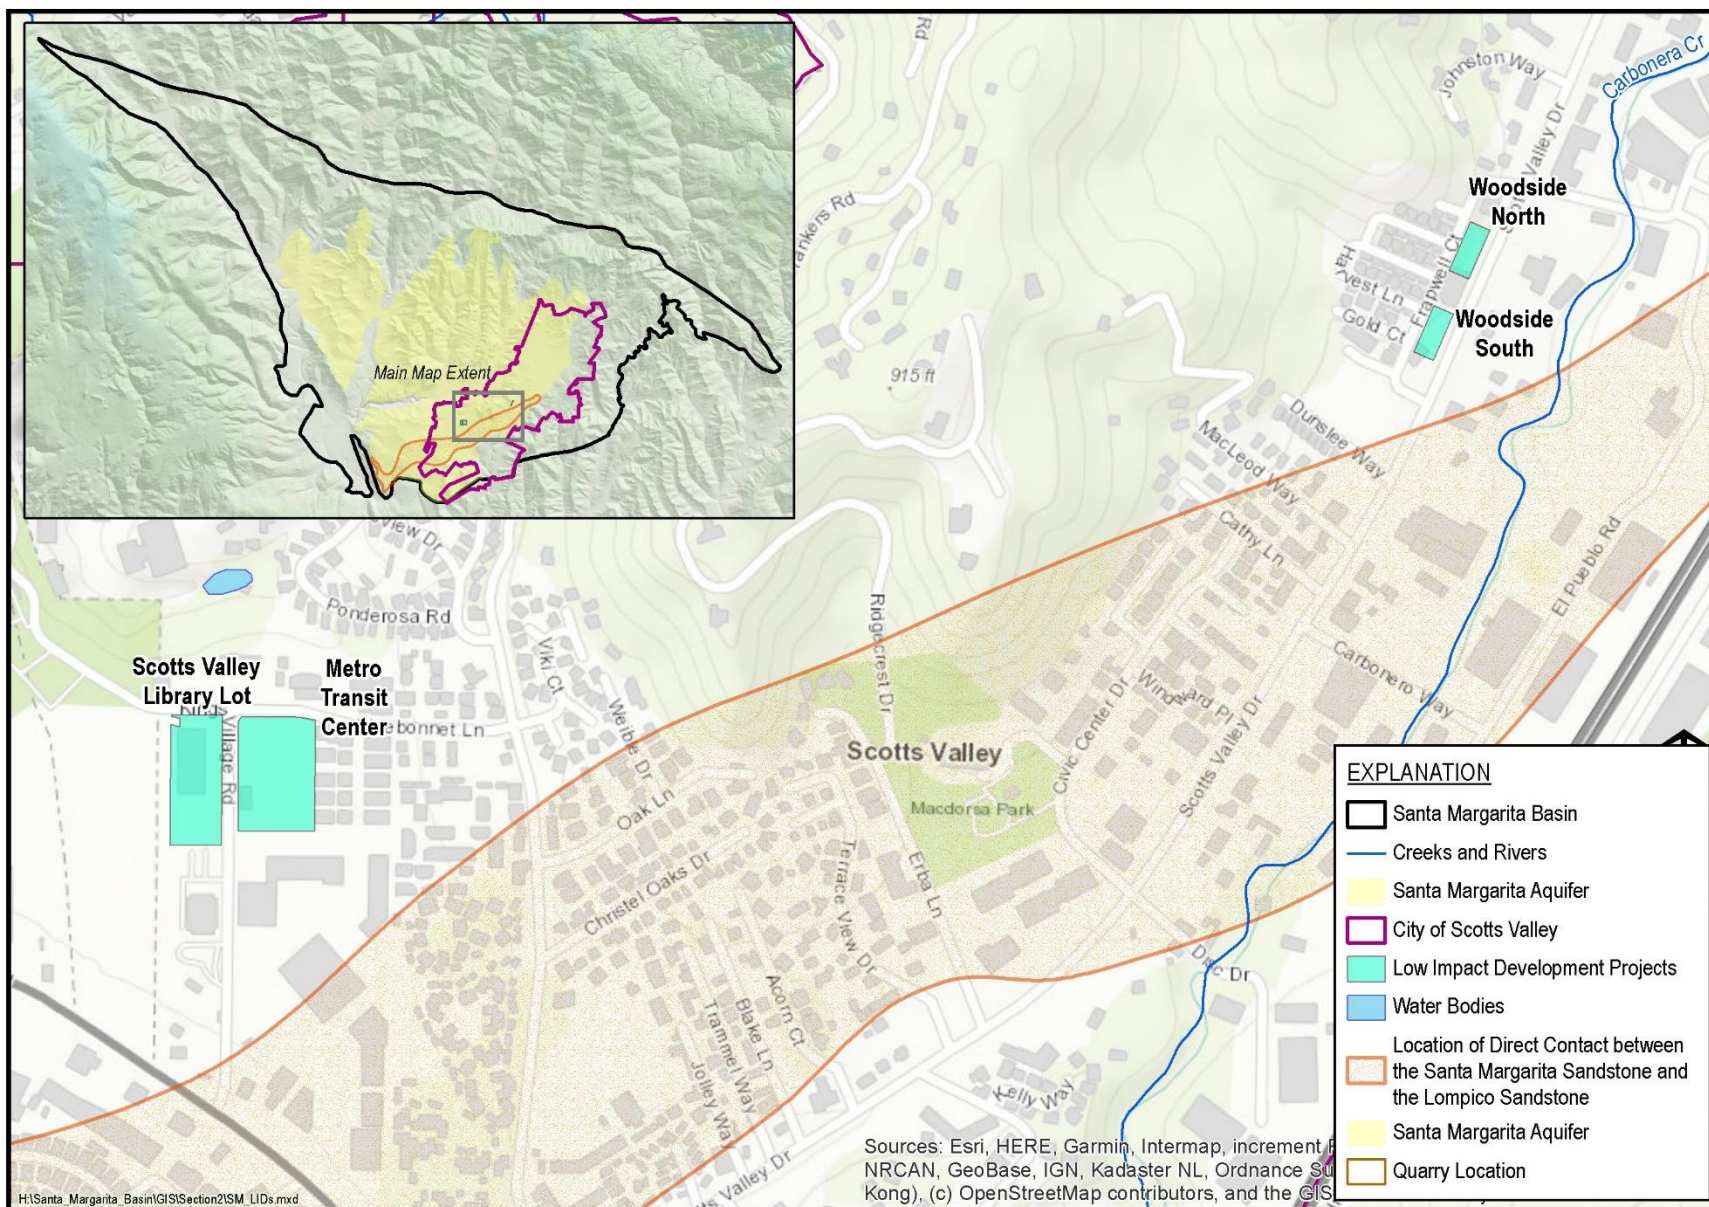 Main Map Extent
Rd
Johnston Way
Carbonera Cr
Scotts Valley Dr
ankers Rd
Woodside
North
Frapwell Ct
Harvest Ln
Gold Ct
Woodside
South
915 ft
Dunslee Way
MacLeod Way
Cathy Ln
El Pueblo Rd
View Dr
Ponderosa Rd
Viki Ct
Ridgecrest Dr
Scotts Valley
Library Lot
Metro
Transit
Center
Kings Village Rd
ebonnet Ln
Weible Dr
Carbonero Way
Windward Pl
Civic Center Dr
Scotts Valley Dr
Scotts Valley
Macdorsa Park
Oak Ln
Christel Oaks Dr
Terrace View Dr
Erba Ln
Disc Dr
Acorn Ct
Blake Ln
Trammel Way
Jolley Way
Kelly Way
tts Valley Dr
EXPLANATION
Santa Margarita Basin
Creeks and Rivers
Santa Margarita Aquifer
City of Scotts Valley
Low Impact Development Projects
Water Bodies
Location of Direct Contact between
the Santa Margarita Sandstone and
the Lompico Sandstone
Santa Margarita Aquifer
Quarry Location
Sources: Esri, HERE, Garmin, Intermap, increment
NRCAN, GeoBase, IGN, Kadaster NL, Ordnance Su
Kong), (c) OpenStreetMap contributors, and the GIS
H:\Santa_Margarita_Basin\GIS\Section2\SM_LIDs.mxd